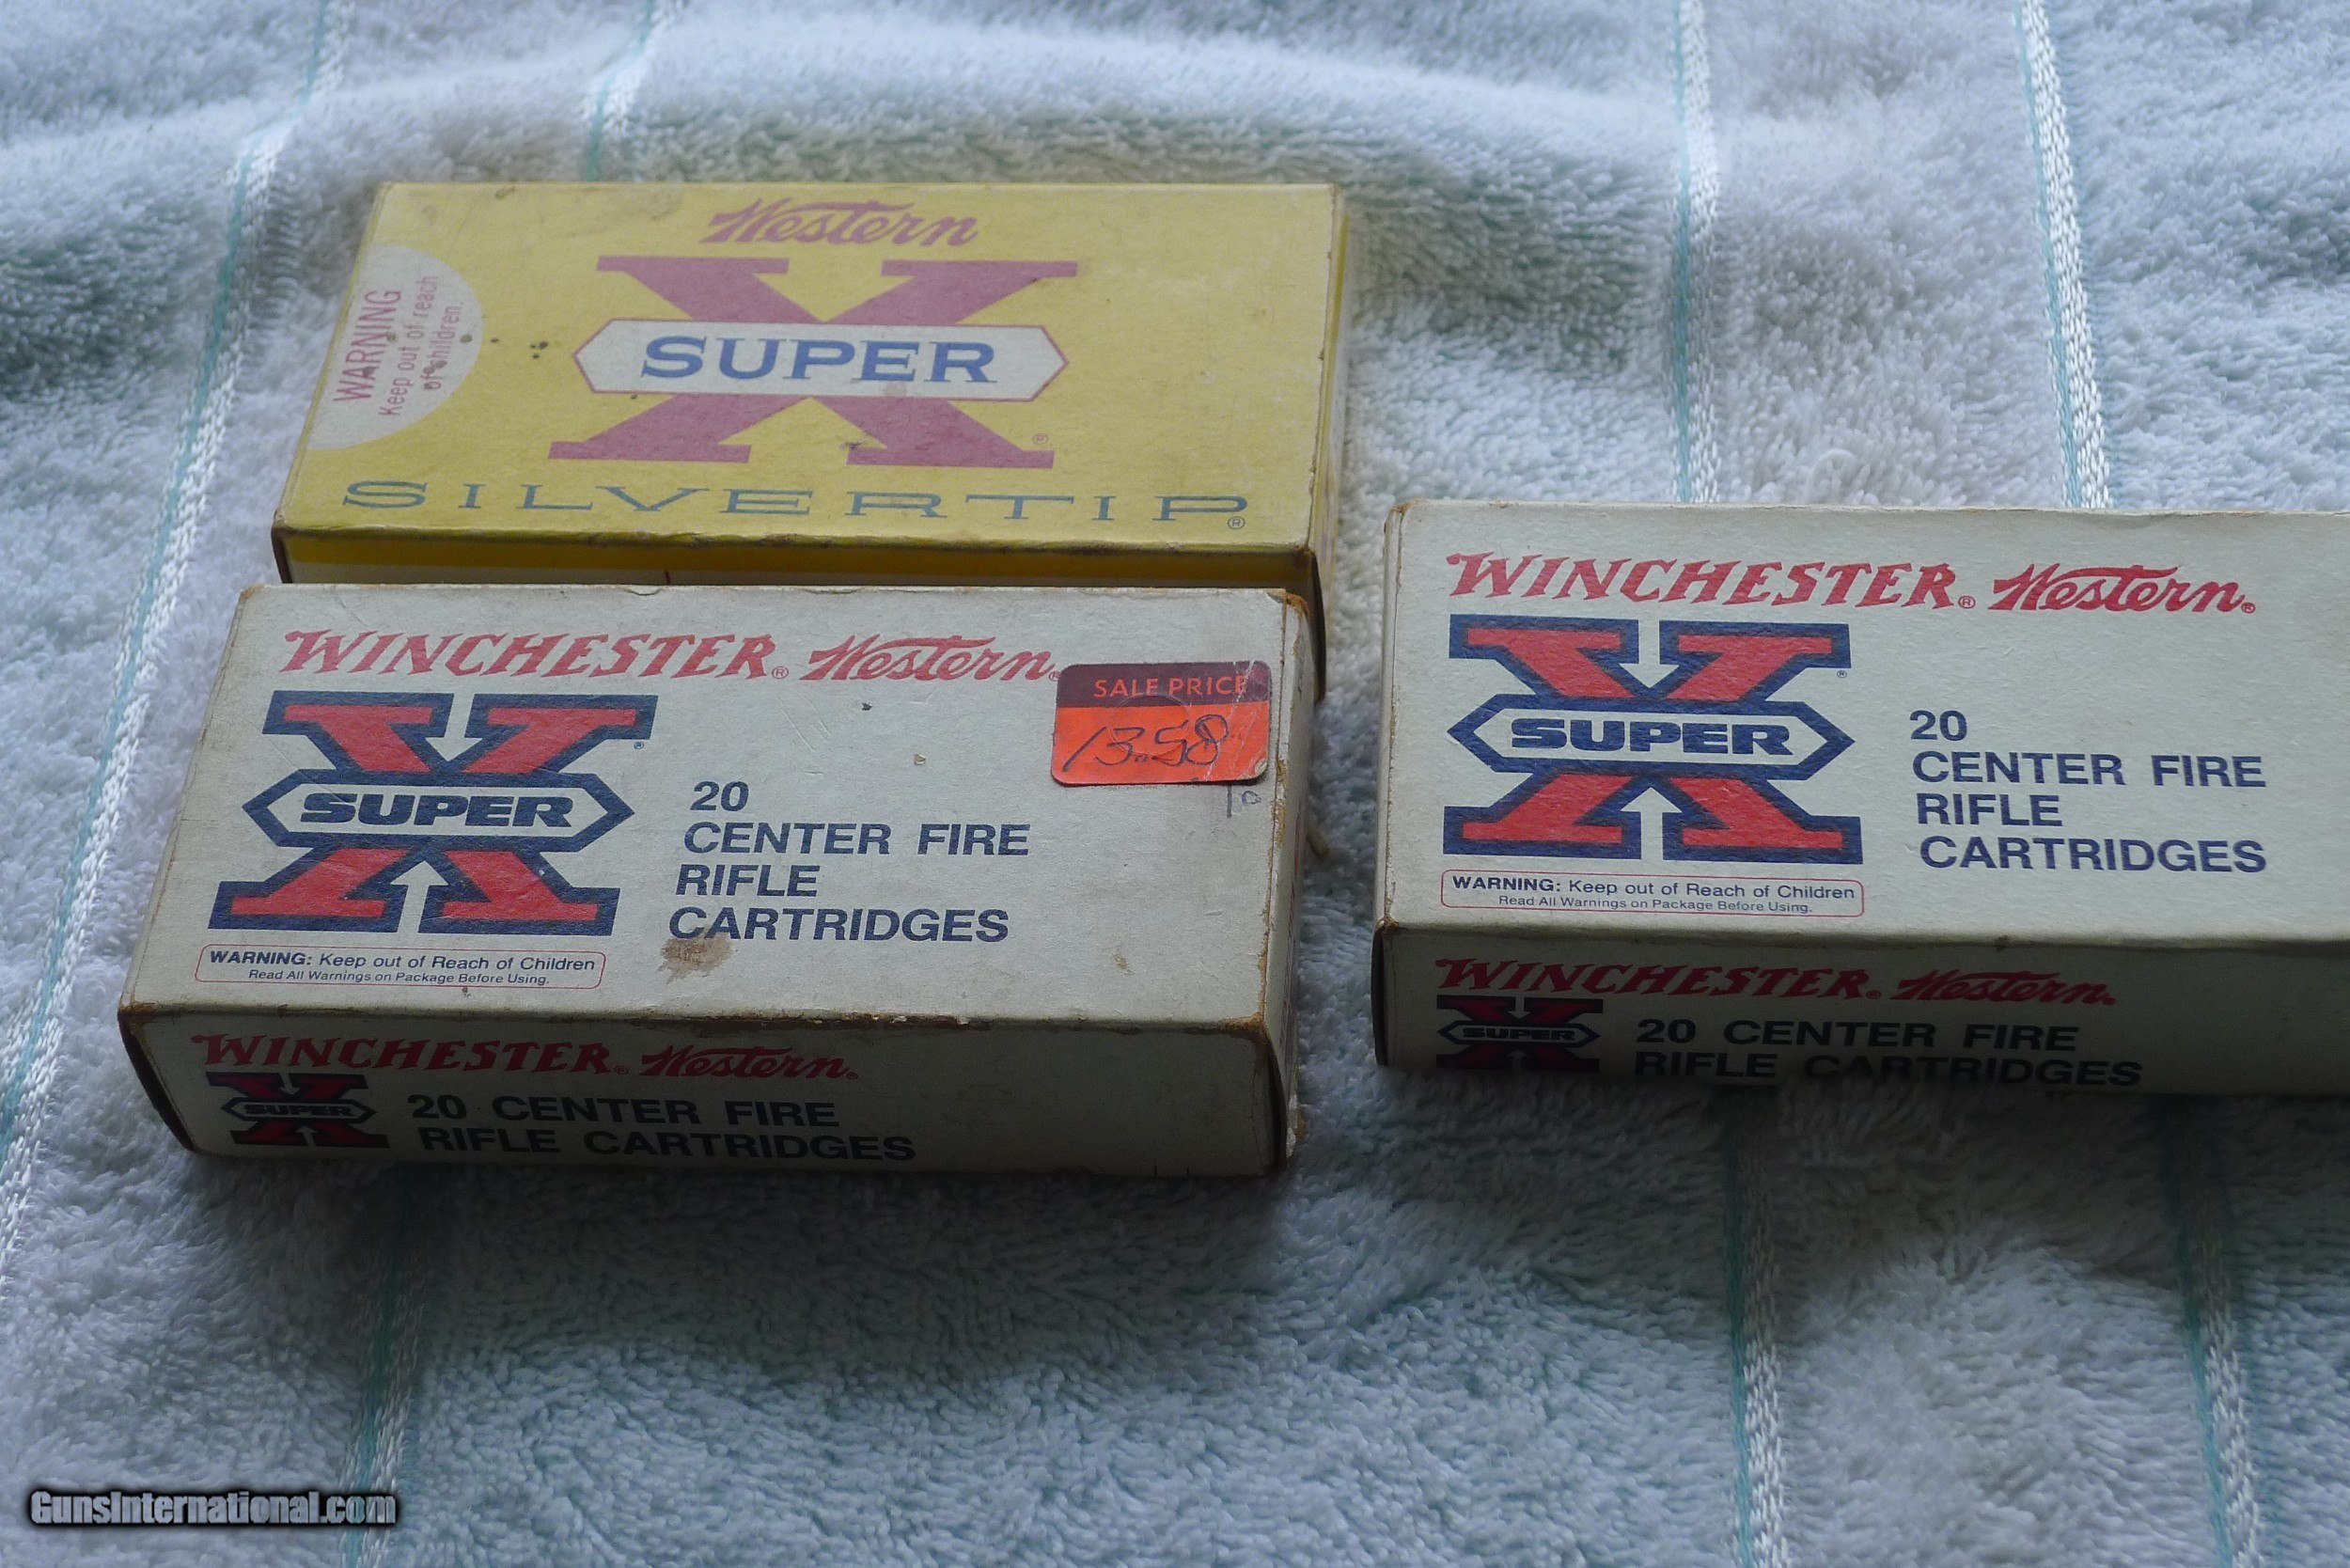 Western
X
SUPER
®
SILVERTIP®
WARNING
Keep out of reach
of children.
WINCHESTER® Western®
X
SUPER
®
20
CENTER FIRE
RIFLE
CARTRIDGES
SALE PRICE
13.58
WARNING: Keep out of Reach of Children
Read All Warnings on Package Before Using.
WINCHESTER® Western®
X
SUPER
20 CENTER FIRE
RIFLE CARTRIDGES
WINCHESTER® Western®
X
SUPER
®
20
CENTER FIRE
RIFLE
CARTRIDGES
WARNING: Keep out of Reach of Children
Read All Warnings on Package Before Using.
WINCHESTER® Western®
X
SUPER
20 CENTER FIRE
RIFLE CARTRIDGES
GunsInternational.com